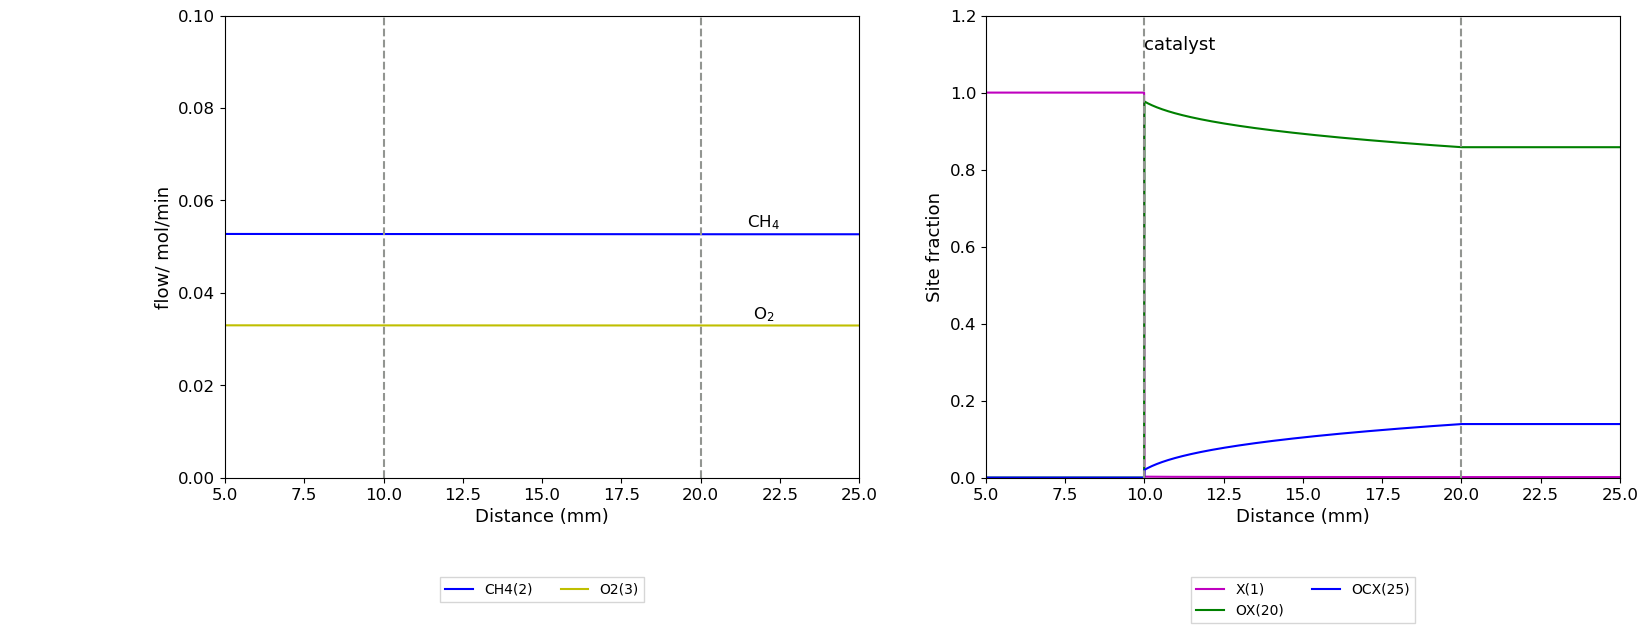 0.10
0.08
0.06
0.04
0.02
0.00
flow/ mol/min
CH4
O2
5.0 7.5 10.0 12.5 15.0 17.5 20.0 22.5 25.0
Distance (mm)
CH4(2) O2(3)
1.2
1.0
0.8
0.6
0.4
0.2
0.0
Site fraction
catalyst
5.0 7.5 10.0 12.5 15.0 17.5 20.0 22.5 25.0
Distance (mm)
X(1) OCX(25)
OX(20)